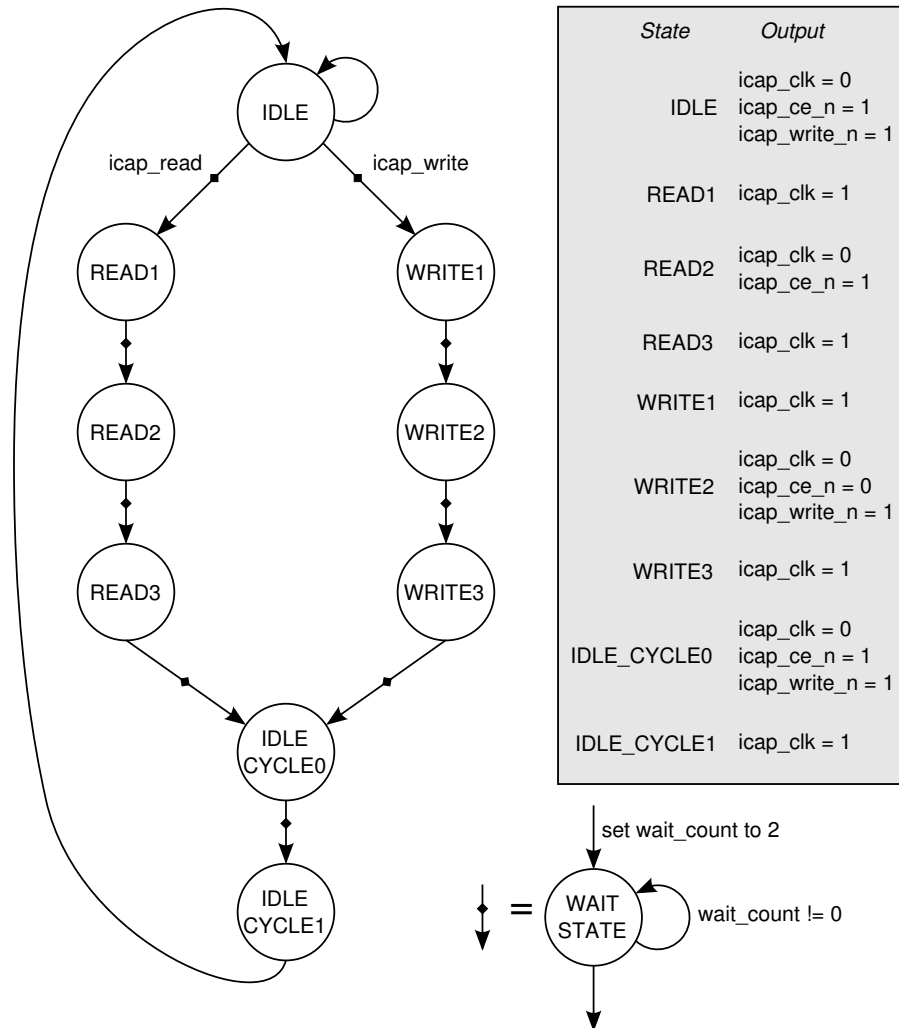 IDLE
icap_read
icap_write
READ1
WRITE1
READ2
WRITE2
READ3
WRITE3
IDLE
CYCLE0
IDLE
CYCLE1
State Output
icap_clk = 0
IDLE icap_ce_n = 1
icap_write_n = 1
READ1 icap_clk = 1
icap_clk = 0
READ2
icap_ce_n = 1
READ3 icap_clk = 1
WRITE1 icap_clk = 1
icap_clk = 0
WRITE2 icap_ce_n = 0
icap_write_n = 1
WRITE3 icap_clk = 1
icap_clk = 0
IDLE_CYCLE0 icap_ce_n = 1
icap_write_n = 1
IDLE_CYCLE1 icap_clk = 1
set wait_count to 2
=
WAIT
STATE
wait_count != 0